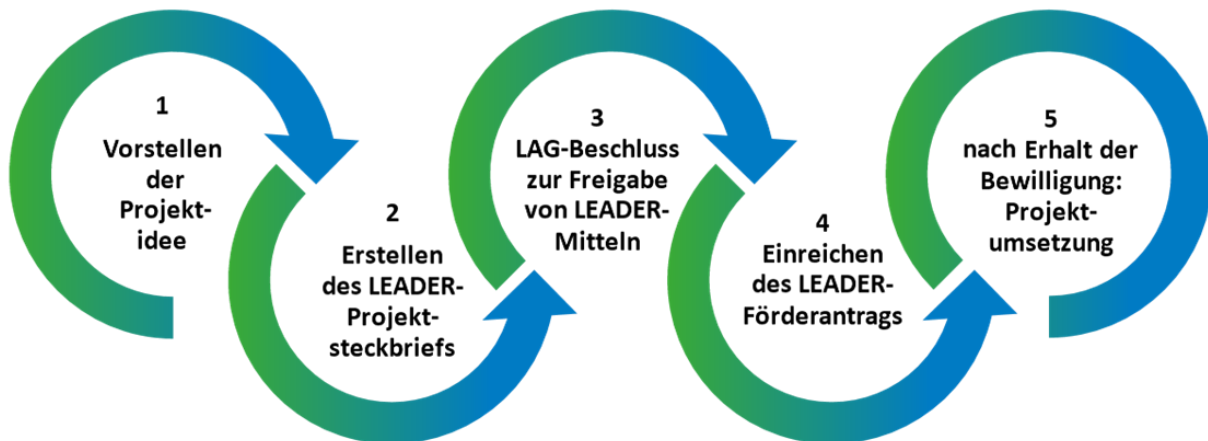 1
Vorstellen
der
Projekt-
idee
2
Erstellen
des LEADER-
Projekt-
steckbriefs
3
LAG-Beschluss
zur Freigabe
von LEADER-
Mitteln
4
Einreichen
des LEADER-
Förderantrags
5
nach Erhalt der
Bewilligung:
Projekt-
umsetzung